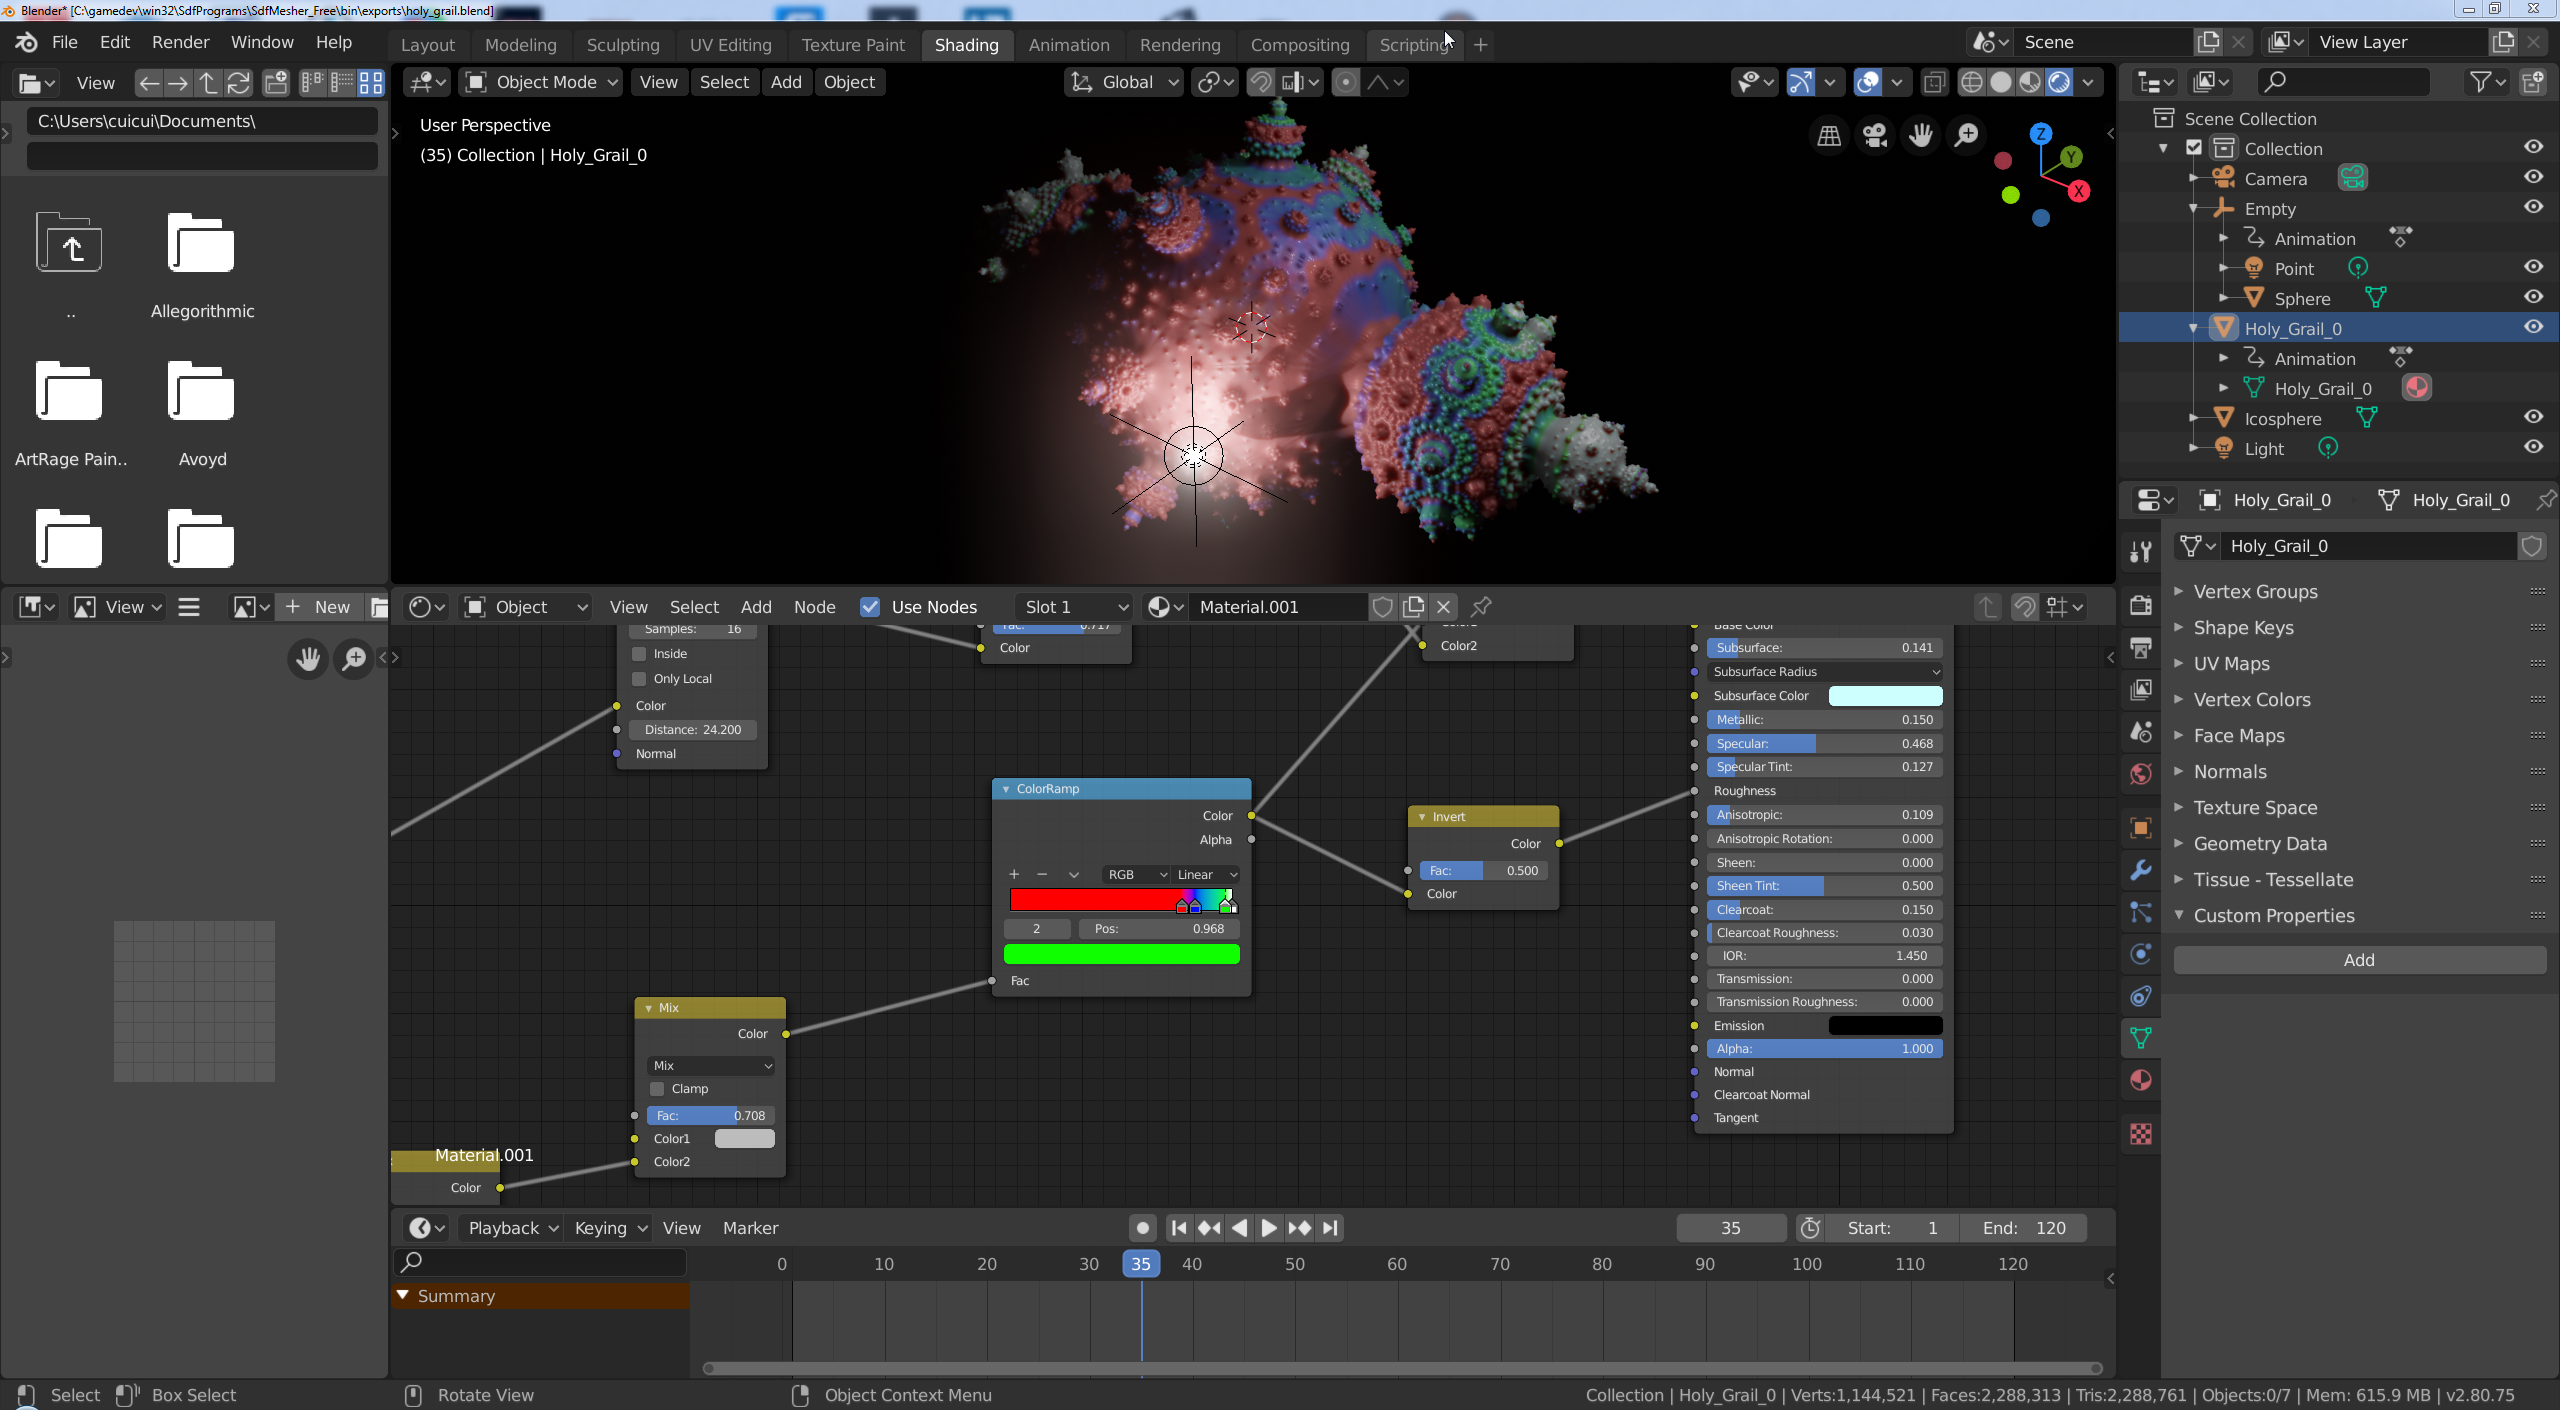 Blender* [C:\gamedev\win32\SdfPrograms\SdfMesher_Free\bin\exports\holy_grail.blend]
File Edit Render Window Help
Layout Modeling Sculpting UV Editing Texture Paint Shading Animation Rendering Compositing Scripting
Scene
View Layer
View
C:\Users\cuicui\Documents\
..
Allegorithmic
ArtRage Pain..
Avoyd
Object Mode View Select Add Object
Global
User Perspective
(35) Collection | Holy_Grail_0
Z
Y
X
Scene Collection
Collection
Camera
Empty
Animation
Point
Sphere
Holy_Grail_0
Animation
Holy_Grail_0
Icosphere
Light
Holy_Grail_0 Holy_Grail_0
Holy_Grail_0
Vertex Groups
Shape Keys
UV Maps
Vertex Colors
Face Maps
Normals
Texture Space
Geometry Data
Tissue - Tessellate
Custom Properties
Add
View
New
Object View Select Add Node Use Nodes Slot 1 Material.001
Samples: 16
Inside
Only Local
Color
Distance: 24.200
Normal
Fac: 0.717
Color
Color2
ColorRamp
Color
Alpha
RGB Linear
2 Pos: 0.968
Fac
Invert
Color
Fac: 0.500
Color
Mix
Color
Mix
Clamp
Fac: 0.708
Color1
Color2
Material.001
Color
Base Color
Subsurface: 0.141
Subsurface Radius
Subsurface Color
Metallic: 0.150
Specular: 0.468
Specular Tint: 0.127
Roughness
Anisotropic: 0.109
Anisotropic Rotation: 0.000
Sheen: 0.000
Sheen Tint: 0.500
Clearcoat: 0.150
Clearcoat Roughness: 0.030
IOR: 1.450
Transmission: 0.000
Transmission Roughness: 0.000
Emission
Alpha: 1.000
Normal
Clearcoat Normal
Tangent
Playback Keying View Marker
35
Start: 1
End: 120
0 10 20 30 35 40 50 60 70 80 90 100 110 120
Summary
Select Box Select Rotate View Object Context Menu
Collection | Holy_Grail_0 | Verts:1,144,521 | Faces:2,288,313 | Tris:2,288,761 | Objects:0/7 | Mem: 615.9 MB | v2.80.75